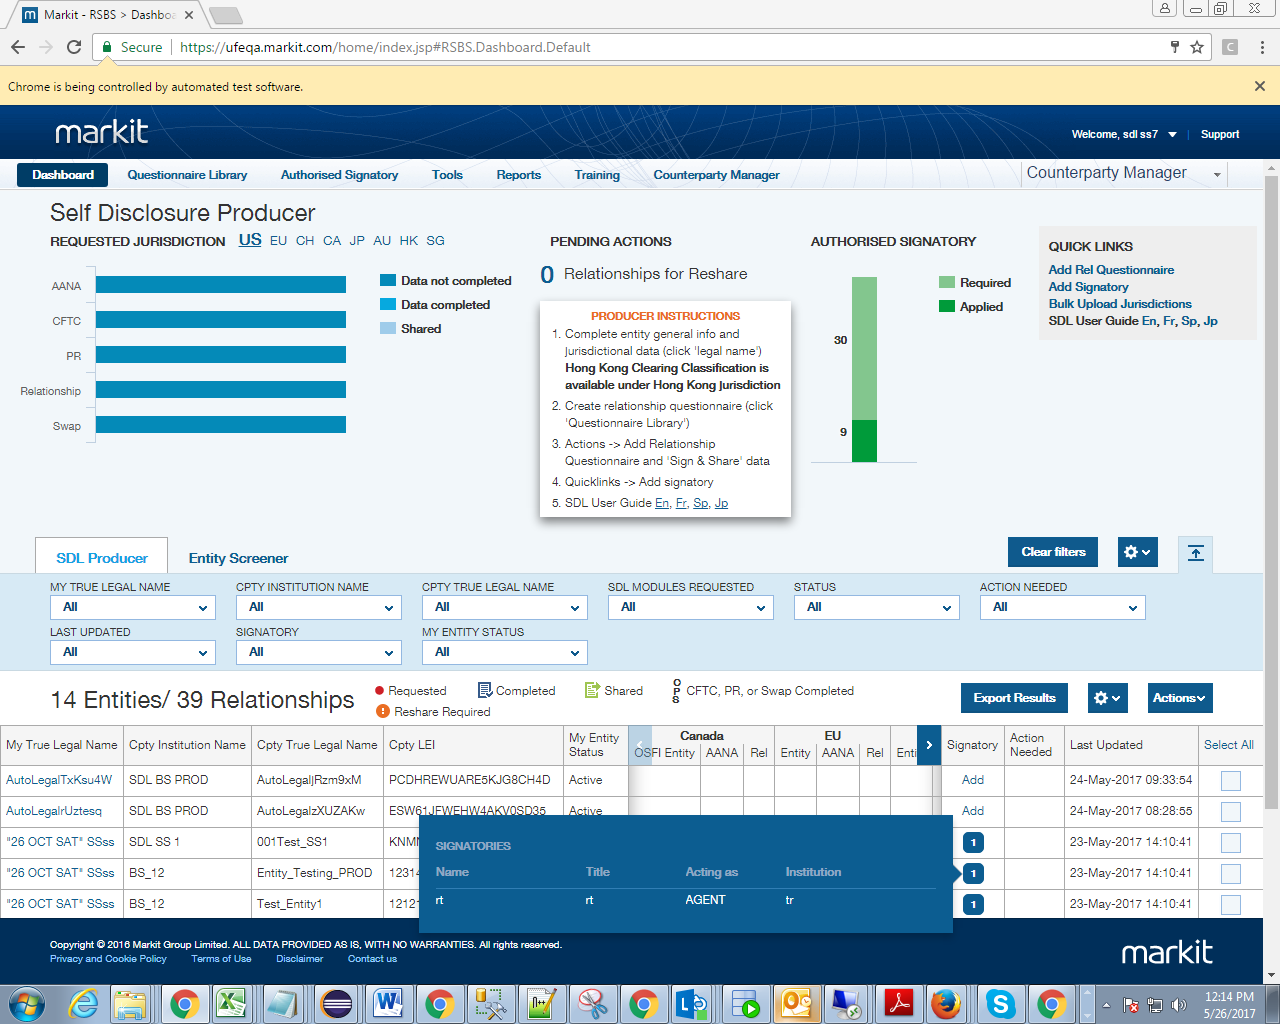 Markit - RSBS > Dashboa
Secure https://ufeqa.markit.com/home/index.jsp#RSBS.Dashboard.Default
Chrome is being controlled by automated test software.
markit
Welcome, sdl ss7 Support
Dashboard Questionnaire Library Authorised Signatory Tools Reports Training Counterparty Manager Counterparty Manager
Self Disclosure Producer
REQUESTED JURISDICTION US EU CH CA JP AU HK SG
AANA
CFTC
PR
Relationship
Swap
Data not completed
Data completed
Shared
PENDING ACTIONS
0 Relationships for Reshare
PRODUCER INSTRUCTIONS
1. Complete entity general info and
jurisdictional data (click 'legal name')
Hong Kong Clearing Classification is
available under Hong Kong Jurisdiction
2. Create relationship questionnaire (click
'Questionnaire Library')
3. Actions -> Add Relationship
Questionnaire and 'Sign & Share' data
4. Quicklinks -> Add signatory
5. SDL User Guide En, Fr, Sp, Jp
AUTHORISED SIGNATORY
30
9
Required
Applied
QUICK LINKS
Add Rel Questionnaire
Add Signatory
Bulk Upload Jurisdictions
SDL User Guide En, Fr, Sp, Jp
SDL Producer Entity Screener
Clear filters
MY TRUE LEGAL NAME CPTY INSTITUTION NAME CPTY TRUE LEGAL NAME SDL MODULES REQUESTED STATUS ACTION NEEDED
All All All All All All
LAST UPDATED SIGNATORY MY ENTITY STATUS
All All All
14 Entities/ 39 Relationships
Requested Completed Shared CPS CFTC, PR, or Swap Completed
Reshare Required
Export Results Actions
My True Legal Name Cpty Institution Name Cpty True Legal Name Cpty LEI My Entity Status Canada EU Signatory Action Needed Last Updated Select All
OSFI Entity AANA Rel Entity AANA Rel Enti
AutoLegalTxKsu4W SDL BS PROD AutoLegaljRzm9xM PCDHREWUARE5KJG8CH4D Active Add 24-May-2017 09:33:54
AutoLegalrUztesq SDL BS PROD AutoLegalzXUZAKw ESW61JFWEHW4AKV0SD35 Active Add 24-May-2017 08:28:55
"26 OCT SAT" SSss SDL SS 1 001Test_SS1 KNM 1 23-May-2017 14:10:41
"26 OCT SAT" SSss BS_12 Entity_Testing_PROD 12314 1 23-May-2017 14:10:41
"26 OCT SAT" SSss BS_12 Test_Entity1 12121 1 23-May-2017 14:10:41
SIGNATORIES
Name Title Acting as Institution
rt rt AGENT tr
Copyright © 2016 Markit Group Limited. ALL DATA PROVIDED AS IS, WITH NO WARRANTIES. All rights reserved.
Privacy and Cookie Policy Terms of Use Disclaimer Contact us
markit
12:14 PM
5/26/2017